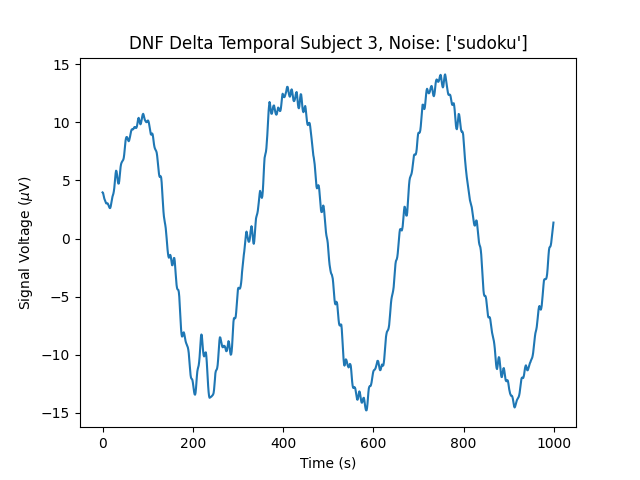 DNF Delta Temporal Subject 3, Noise: ['sudoku']
Signal Voltage (μV)
15
10
5
0
−5
−10
−15
0 200 400 600 800 1000
Time (s)